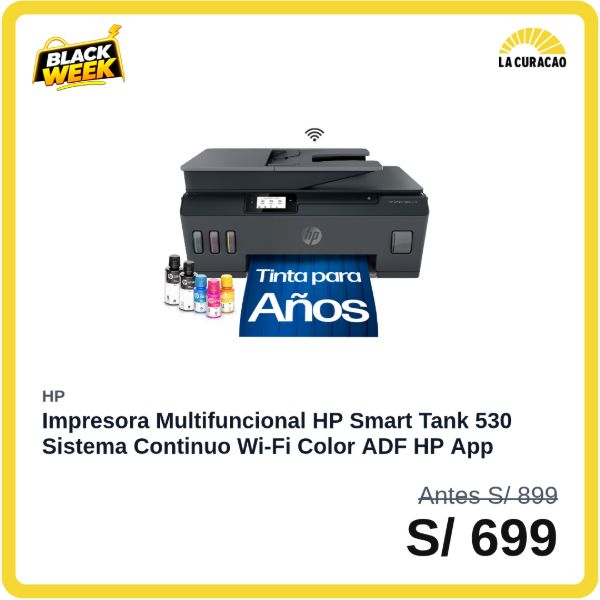 BLACK
WEEK
LA CURACAO
hp
Tinta para
Años
HP
Impresora Multifuncional HP Smart Tank 530
Sistema Continuo Wi-Fi Color ADF HP App
Antes S/ 899
S/ 699